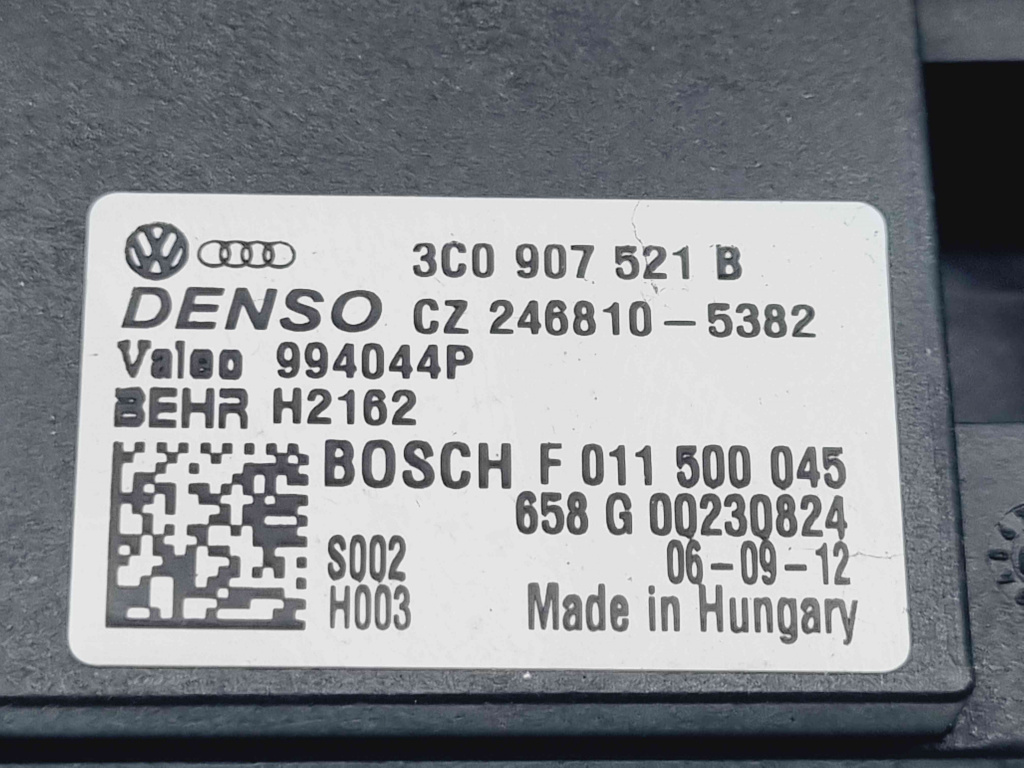 3C0 907 521 B
DENSO CZ 246810-5382
Valeo 994044P
BEHR H2162
BOSCH F 011 500 045
658 G 00230824
S002 06-09-12
H003 Made in Hungary